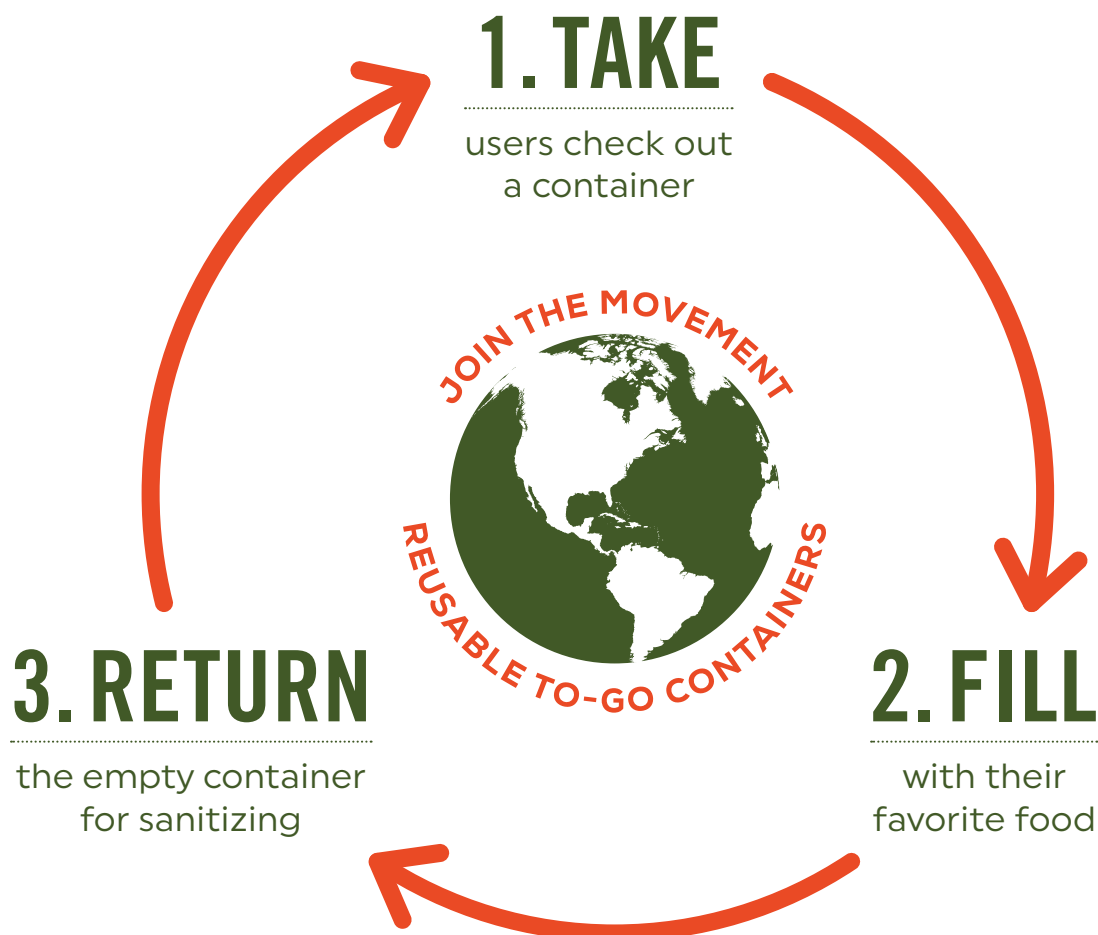 1. TAKE
users check out
a container
JOIN THE MOVEMENT
REUSABLE TO-GO CONTAINERS
2. FILL
with their
favorite food
3. RETURN
the empty container
for sanitizing